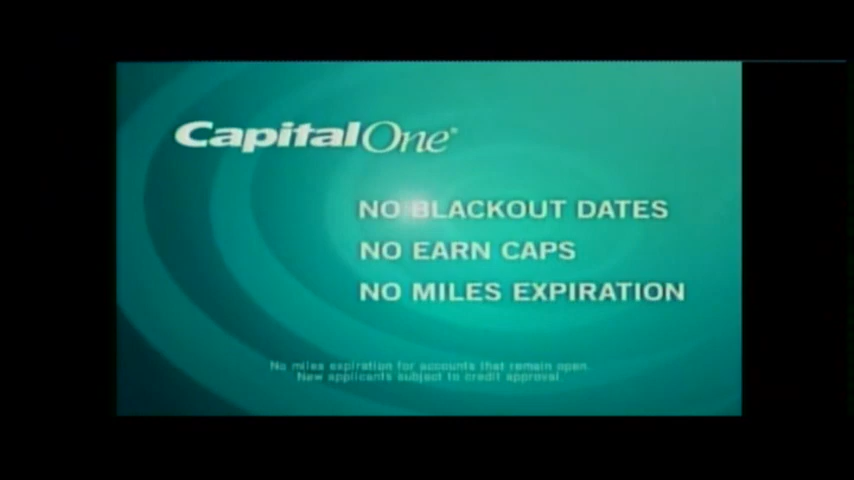 CapitalOne®
NO BLACKOUT DATES
NO EARN CAPS
NO MILES EXPIRATION
No miles expiration for accounts that remain open.
New applicants subject to credit approval.